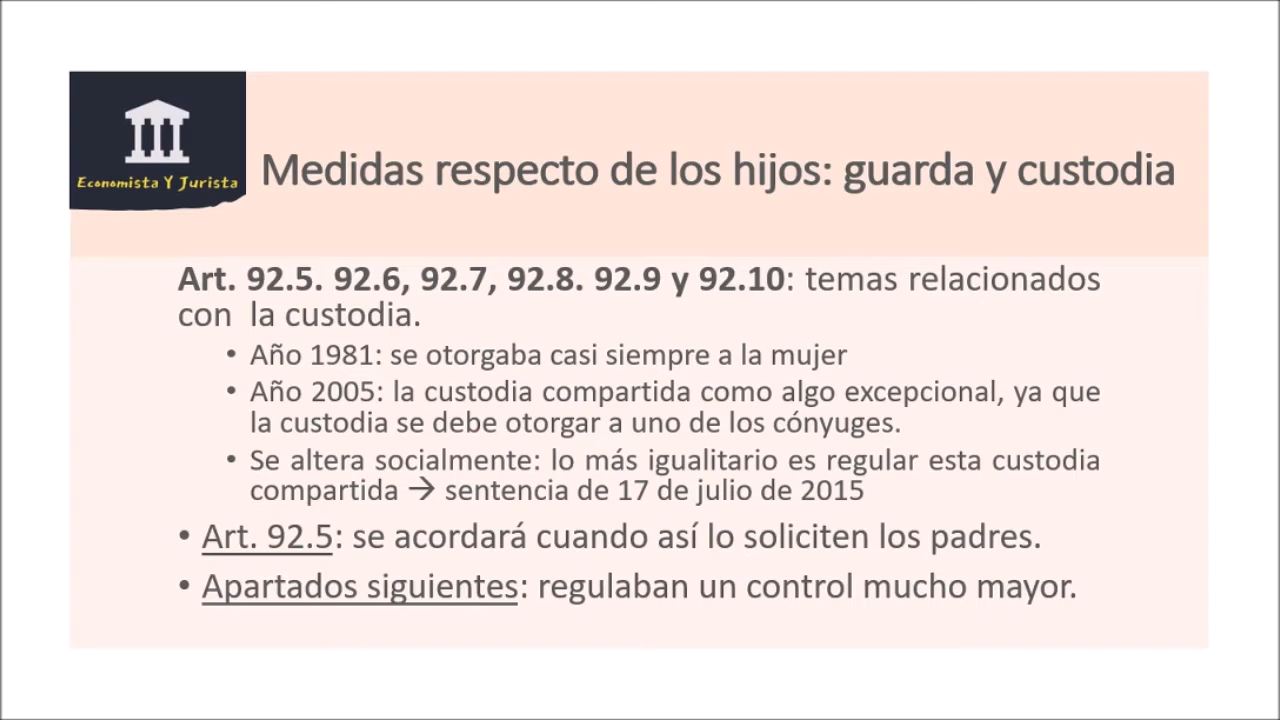 Economista Y Jurista
Medidas respecto de los hijos: guarda y custodia
Art. 92.5. 92.6, 92.7, 92.8. 92.9 y 92.10: temas relacionados
con la custodia.
• Año 1981: se otorgaba casi siempre a la mujer
• Año 2005: la custodia compartida como algo excepcional, ya que
la custodia se debe otorgar a uno de los cónyuges.
• Se altera socialmente: lo más igualitario es regular esta custodia
compartida → sentencia de 17 de julio de 2015
• Art. 92.5: se acordará cuando así lo soliciten los padres.
• Apartados siguientes: regulaban un control mucho mayor.